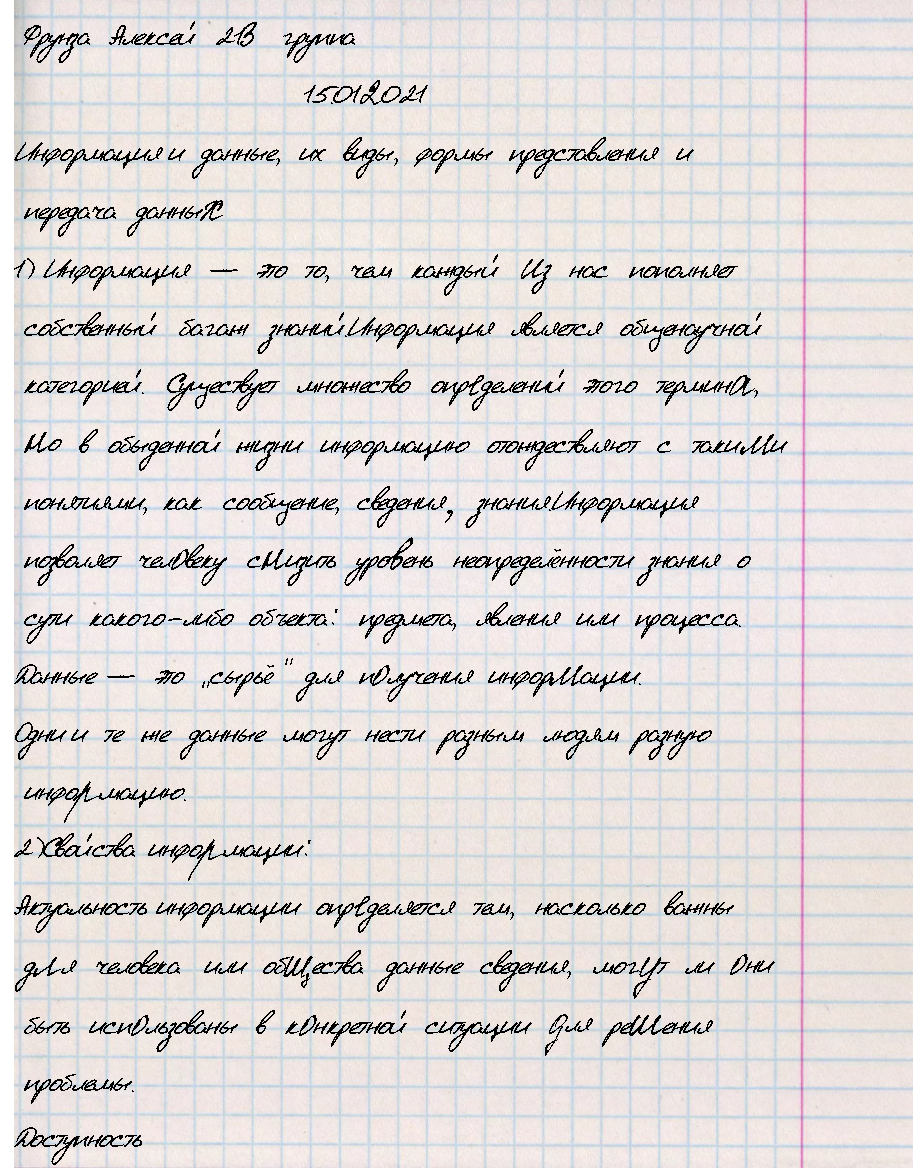 Фрунза Алексей 21В группа
15012021
Информация и данные, их виды, формы представления и
передача данныХ
1) Информация — это то, чем каждый Из нас пополняет
собственный багаж знаний Информация является общенаучной
категорией. Существует множество опрЕделений этого терминА,
Но в обыденной жизни информацию отождествляют с такиМи
понятиями, как сообщение, сведения, знания Информация
позволяет челОвеку сНизить уровень неопределённости знания о
сути какого-либо объекта: предмета, явления или процесса.
Данные — это „сырьё" для пОлучения инфорМации.
Одни и те же данные могут нести разным людям разную
инфоРмацию.
2) Свойства инфоРмации:
Актуальность информации опрЕделяется тем, насколько важны
дЛя человека или обЩества данные сведения, могУт ли Они
быть испОльзованы в кОнкретной ситуации Для реШения
проблемы.
Доступность